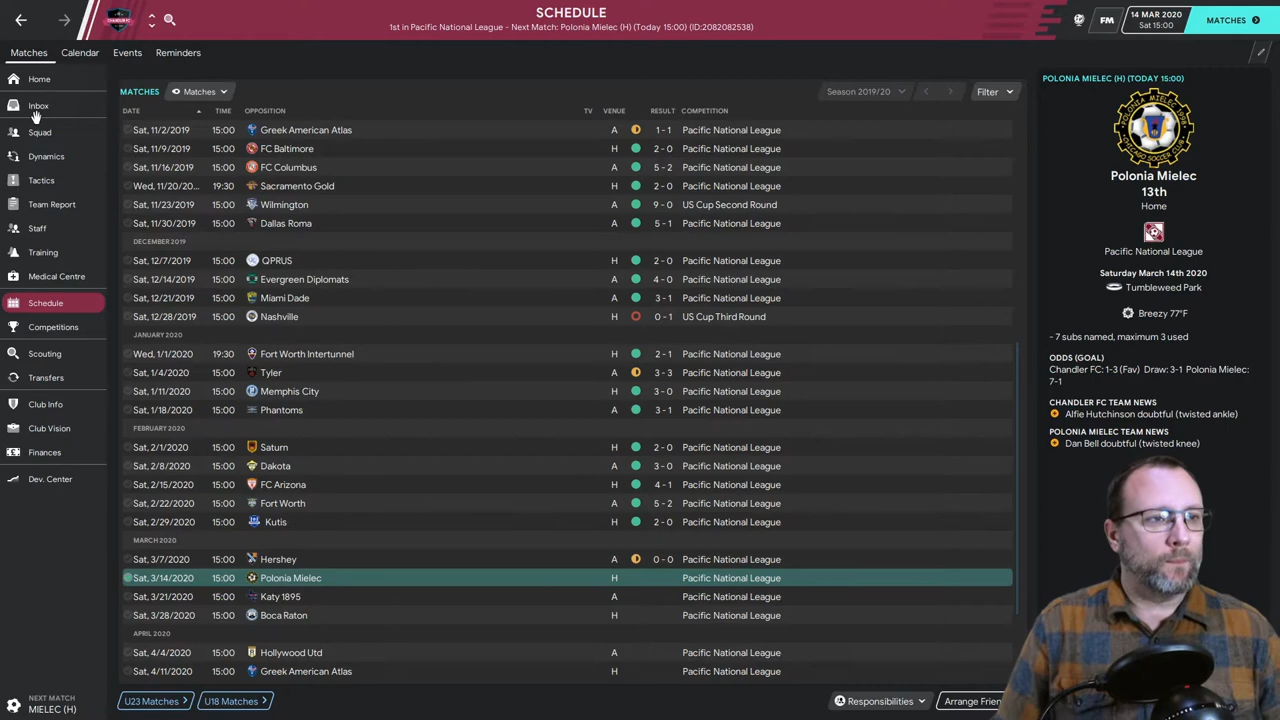 SCHEDULE
1st in Pacific National League - Next Match: Polonia Mielec (H) (Today 15:00) (ID:2082082538)
FM
14 MAR 2020
Sat 15:00
MATCHES
Matches
Calendar
Events
Reminders
Home
Inbox
Squad
Dynamics
Tactics
Team Report
Staff
Training
Medical Centre
Schedule
Competitions
Scouting
Transfers
Club Info
Club Vision
Finances
Dev. Center
NEXT MATCH
MIELEC (H)
MATCHES Matches Season 2019/20 Filter
DATE TIME OPPOSITION TV VENUE RESULT COMPETITION
Sat, 11/2/2019 15:00 Greek American Atlas A 1 - 1 Pacific National League
Sat, 11/9/2019 15:00 FC Baltimore H 2 - 0 Pacific National League
Sat, 11/16/2019 15:00 FC Columbus A 5 - 2 Pacific National League
Wed, 11/20/20... 19:30 Sacramento Gold H 2 - 0 Pacific National League
Sat, 11/23/2019 15:00 Wilmington A 9 - 0 US Cup Second Round
Sat, 11/30/2019 15:00 Dallas Roma A 5 - 1 Pacific National League
DECEMBER 2019
Sat, 12/7/2019 15:00 QPRUS H 2 - 0 Pacific National League
Sat, 12/14/2019 15:00 Evergreen Diplomats A 4 - 0 Pacific National League
Sat, 12/21/2019 15:00 Miami Dade A 3 - 1 Pacific National League
Sat, 12/28/2019 15:00 Nashville H 0 - 1 US Cup Third Round
JANUARY 2020
Wed, 1/1/2020 19:30 Fort Worth Intertunnel H 2 - 1 Pacific National League
Sat, 1/4/2020 15:00 Tyler A 3 - 3 Pacific National League
Sat, 1/11/2020 15:00 Memphis City H 3 - 0 Pacific National League
Sat, 1/18/2020 15:00 Phantoms A 3 - 1 Pacific National League
FEBRUARY 2020
Sat, 2/1/2020 15:00 Saturn H 2 - 0 Pacific National League
Sat, 2/8/2020 15:00 Dakota A 3 - 0 Pacific National League
Sat, 2/15/2020 15:00 FC Arizona H 4 - 1 Pacific National League
Sat, 2/22/2020 15:00 Fort Worth A 5 - 2 Pacific National League
Sat, 2/29/2020 15:00 Kutis H 2 - 0 Pacific National League
MARCH 2020
Sat, 3/7/2020 15:00 Hershey A 0 - 0 Pacific National League
Sat, 3/14/2020 15:00 Polonia Mielec H Pacific National League
Sat, 3/21/2020 15:00 Katy 1895 A Pacific National League
Sat, 3/28/2020 15:00 Boca Raton H Pacific National League
APRIL 2020
Sat, 4/4/2020 15:00 Hollywood Utd A Pacific National League
Sat, 4/11/2020 15:00 Greek American Atlas H Pacific National League
U23 Matches
U18 Matches
Responsibilities
Arrange Frien
POLONIA MIELEC (H) (TODAY 15:00)
POLONIA MIELEC 1998
CHICAGO SOCCER CLUB
Polonia Mielec
13th
Home
Pacific National League
Saturday March 14th 2020
Tumbleweed Park
Breezy 77°F
- 7 subs named, maximum 3 used
ODDS (GOAL)
Chandler FC: 1-3 (Fav) Draw: 3-1 Polonia Mielec:
7-1
CHANDLER FC TEAM NEWS
Alfie Hutchinson doubtful (twisted ankle)
POLONIA MIELEC TEAM NEWS
Dan Bell doubtful (twisted knee)